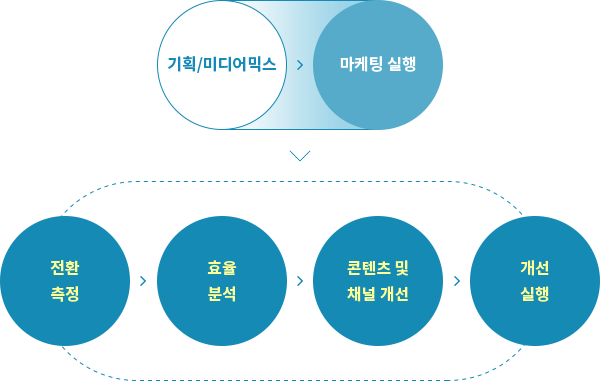 기획/미디어믹스
마케팅 실행
전환
측정
효율
분석
콘텐츠 및
채널 개선
개선
실행